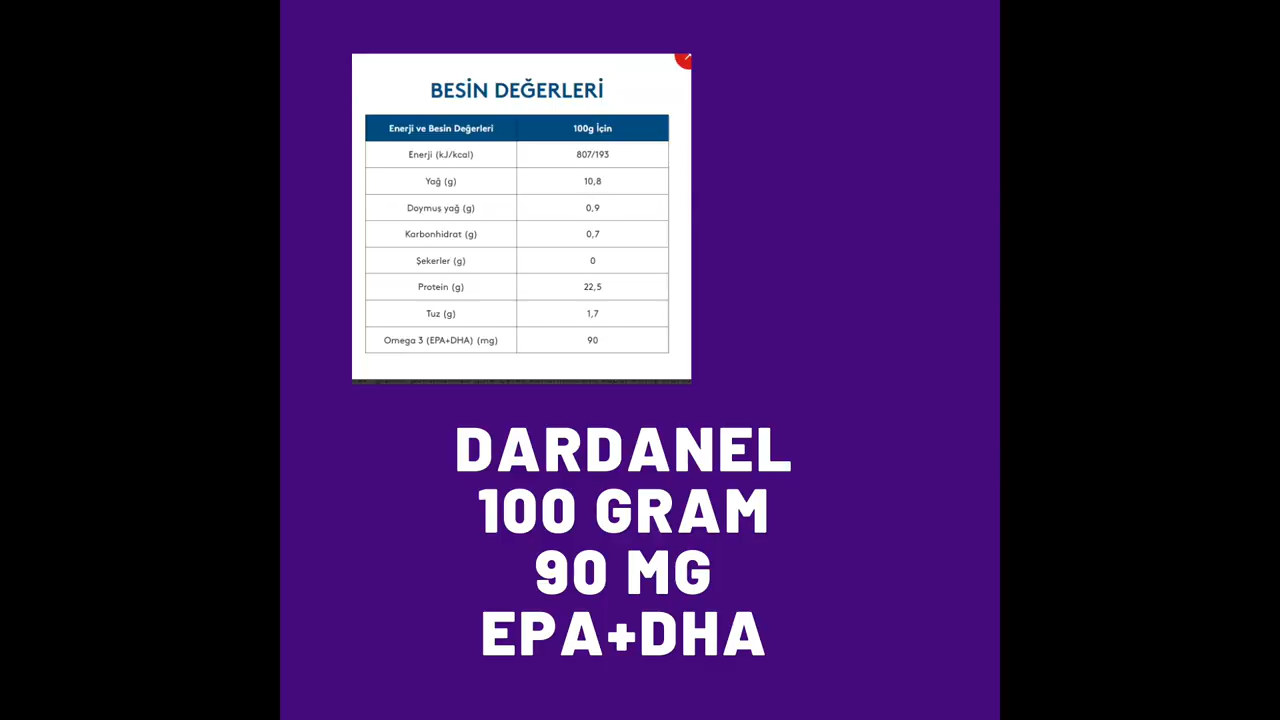 BESİN DEĞERLERİ
Enerji ve Besin Değerleri 100g İçin
Enerji (kJ/kcal) 807/193
Yağ (g) 10,8
Doymuş yağ (g) 0,9
Karbonhidrat (g) 0,7
Şekerler (g) 0
Protein (g) 22,5
Tuz (g) 1,7
Omega 3 (EPA+DHA) (mg) 90
DARDANEL
100 GRAM
90 MG
EPA+DHA